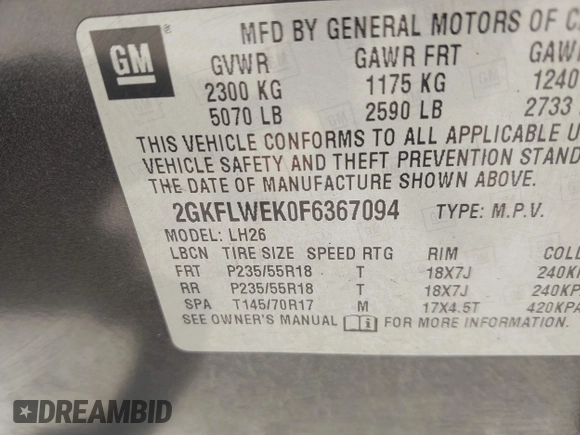 GM
MFD BY GENERAL MOTORS OF
GVWR GAWR FRT GAWR
2300 KG 1175 KG 1240
5070 LB 2590 LB 2733
THIS VEHICLE CONFORMS TO ALL APPLICABLE
VEHICLE SAFETY AND THEFT PREVENTION STAND
THE DATE OF MANUFACTURE SHOWN ABOVE.
2GKFLWEK0F6367094 TYPE: M.P.V.
MODEL: LH26
LBCN TIRE SIZE SPEED RTG RIM COLD
FRT P235/55R18 T 18X7J 240KP
RR P235/55R18 T 18X7J 240KPA
SPA T145/70R17 M 17X4.5T 420KPA
SEE OWNER'S MANUAL FOR MORE INFORMATION.
DREAMBID